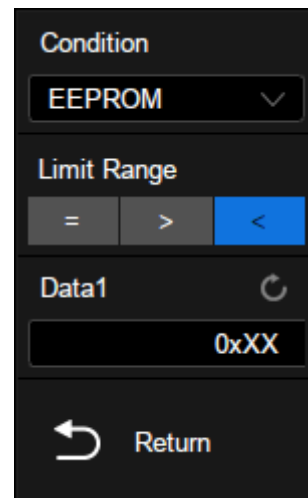 Condition
EEPROM
Limit Range
= > <
Data1
0xXX
Return